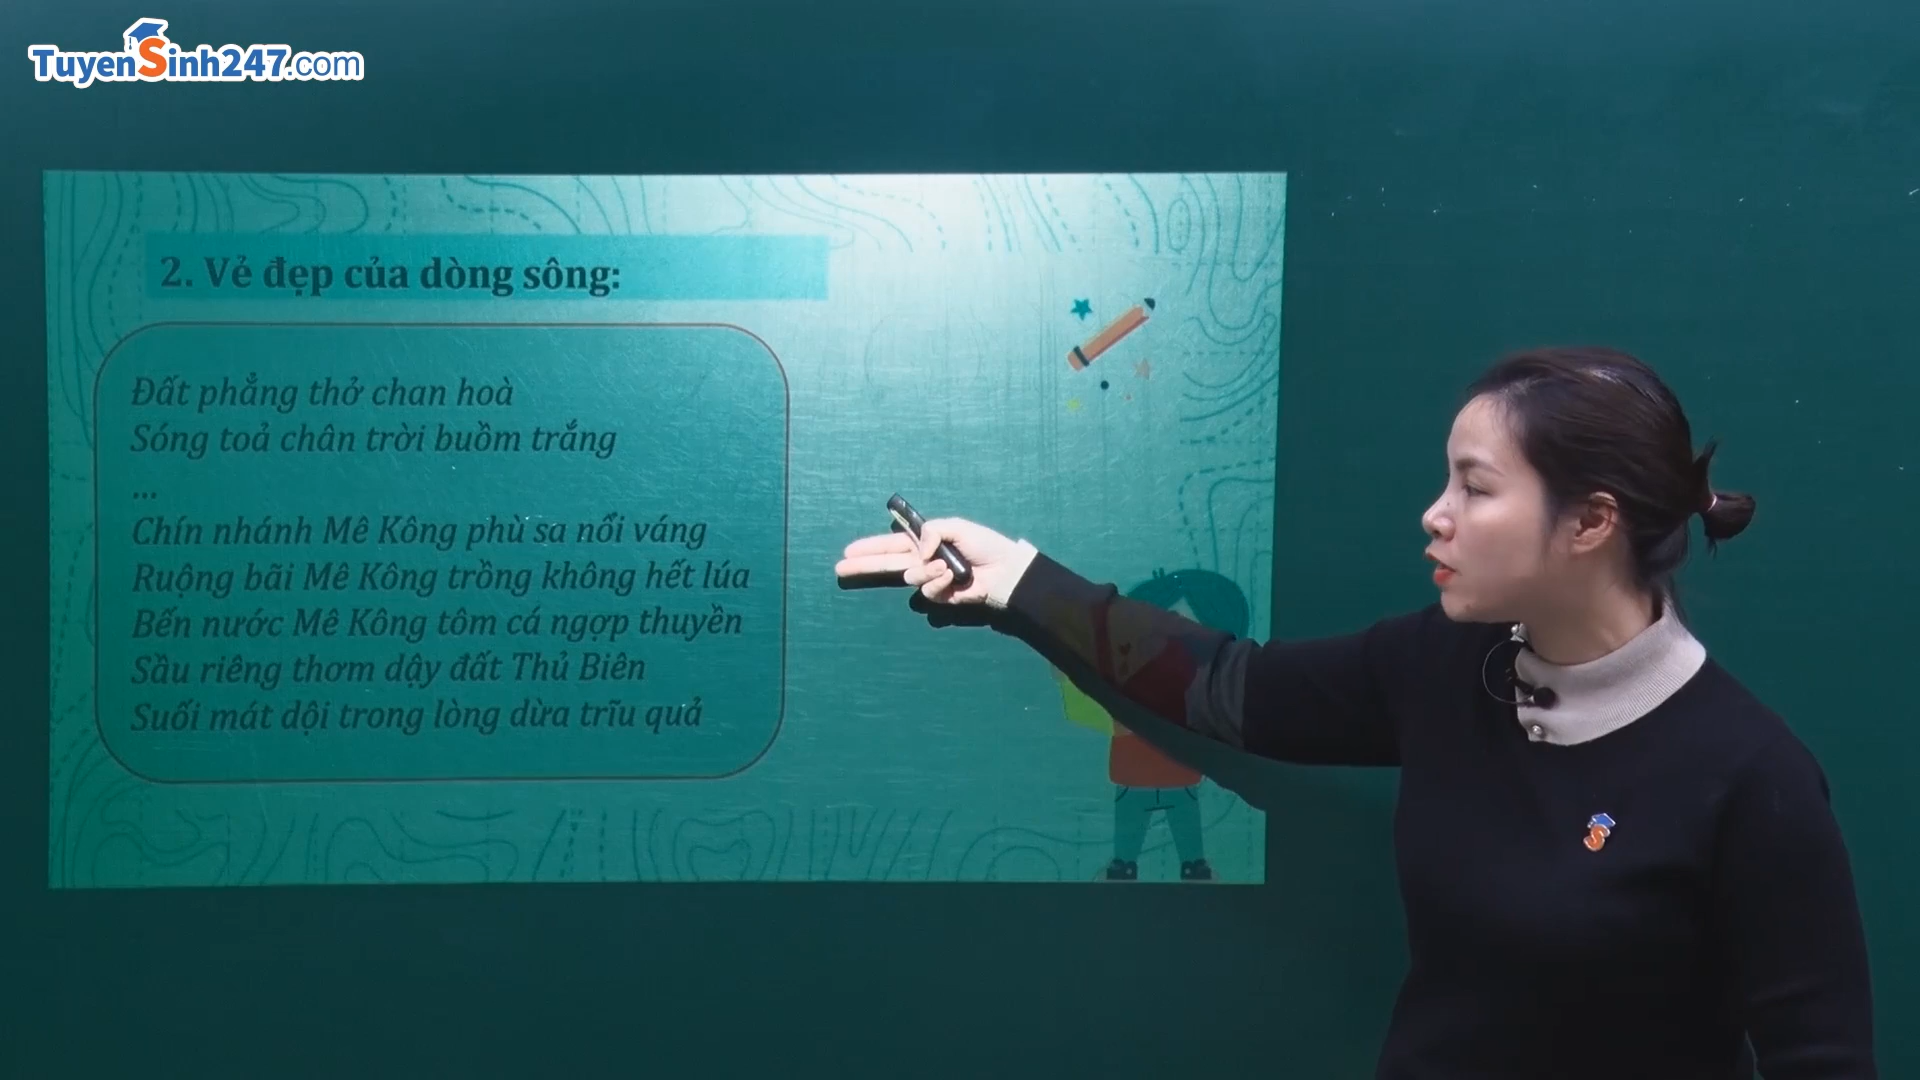 TuyenSinh247.com
2. Vẻ đẹp của dòng sông:
Đất phẳng thở chan hoà
Sóng toả chân trời buồm trắng
...
Chín nhánh Mê Kông phù sa nổi váng
Ruộng bãi Mê Kông trồng không hết lúa
Bến nước Mê Kông tôm cá ngợp thuyền
Sầu riêng thơm dậy đất Thủ Biên
Suối mát dội trong lòng dừa trĩu quả
S